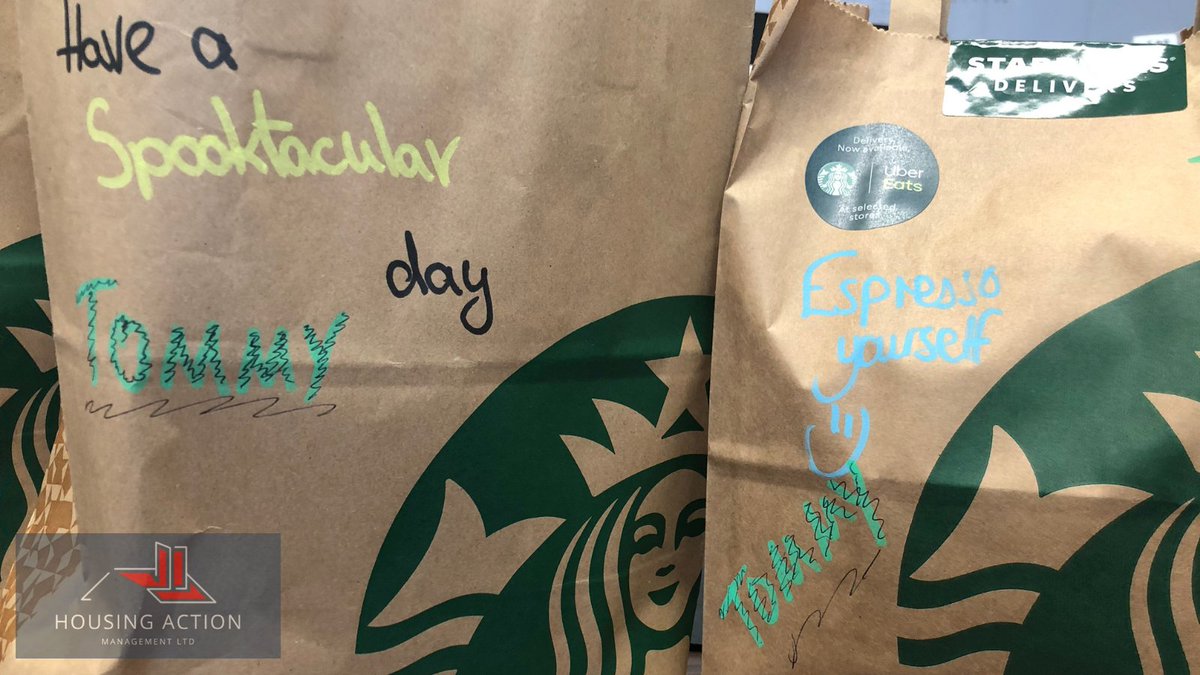 Have a
Spooktacular
day
TOMMY
STARBUCKS®
DELIVERS
Delivery.
Now available.
Uber
Eats
At selected
stores
Espresso
yourself
TOMMY
HOUSING ACTION
MANAGEMENT LTD